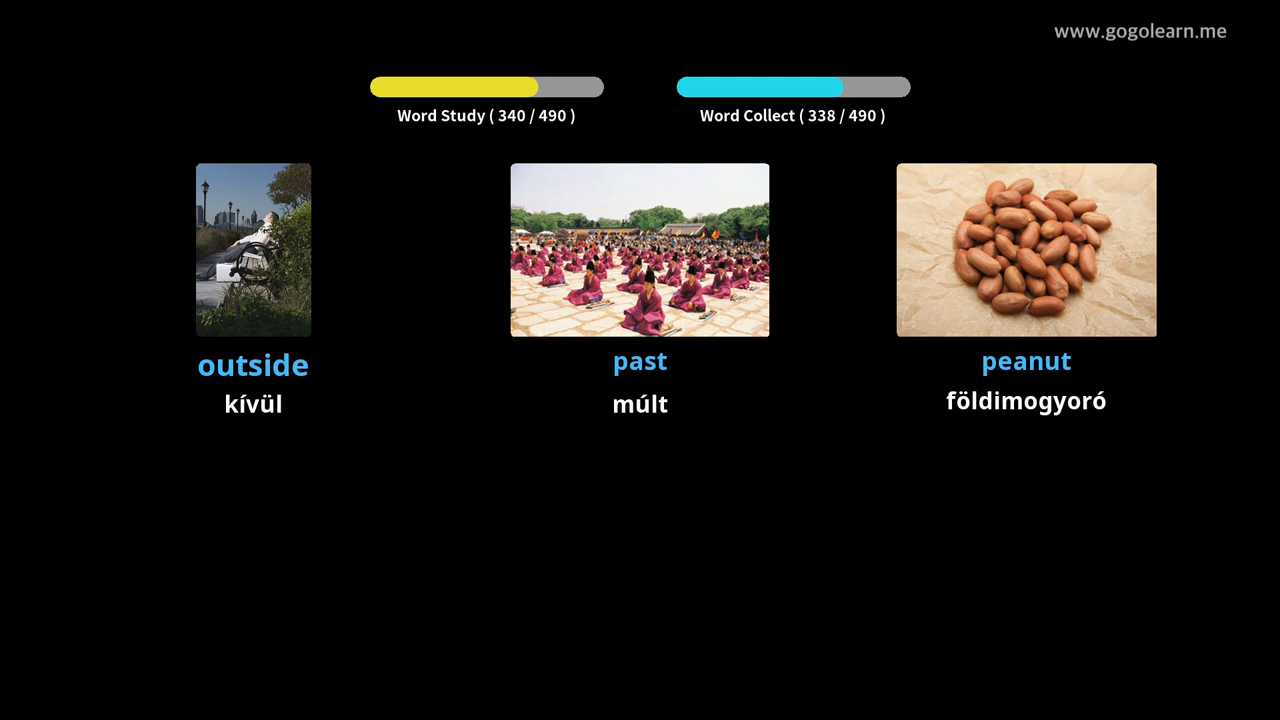 www.gogolearn.me
Word Study ( 340 / 490 )
Word Collect ( 338 / 490 )
outside
past
peanut
kívül
múlt
földimogyoró